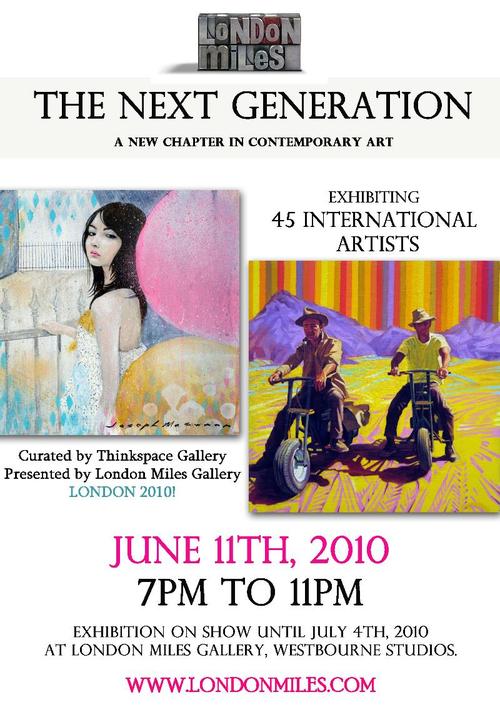 LONDON
MILES
THE NEXT GENERATION
A NEW CHAPTER IN CONTEMPORARY ART
EXHIBITING
45 INTERNATIONAL
ARTISTS
Curated by Thinkspace Gallery
Presented by London Miles Gallery
LONDON 2010!
JUNE 11TH, 2010
7PM TO 11PM
EXHIBITION ON SHOW UNTIL JULY 4TH, 2010
AT LONDON MILES GALLERY, WESTBOURNE STUDIOS.
WWW.LONDONMILES.COM